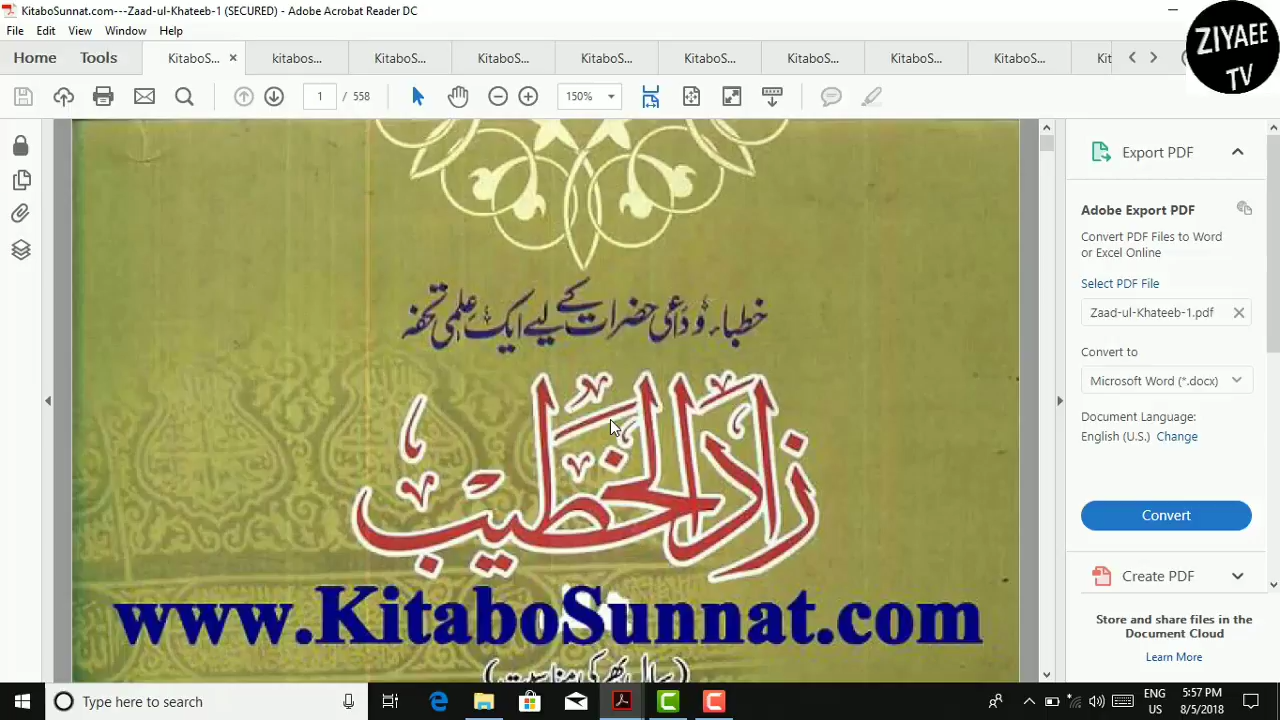 KitaboSunnat.com---Zaad-ul-Khateeb-1 (SECURED) - Adobe Acrobat Reader DC
File Edit View Window Help
Home Tools KitaboS... × kitabos... KitaboS... KitaboS... KitaboS... KitaboS... KitaboS... KitaboS... KitaboS... Kit
ZIYAEE
TV
1 / 558 150%
Export PDF
Adobe Export PDF
Convert PDF Files to Word
or Excel Online
Select PDF File
Zaad-ul-Khateeb-1.pdf
Convert to
Microsoft Word (*.docx)
Document Language:
English (U.S.) Change
Convert
Create PDF
Store and share files in the
Document Cloud
Learn More
خطباء و داعی حضرات کے لیے ایک علمی تحفہ
زاد الخطیب
www.KitaboSunnat.com
Type here to search
ENG
US
5:57 PM
8/5/2018